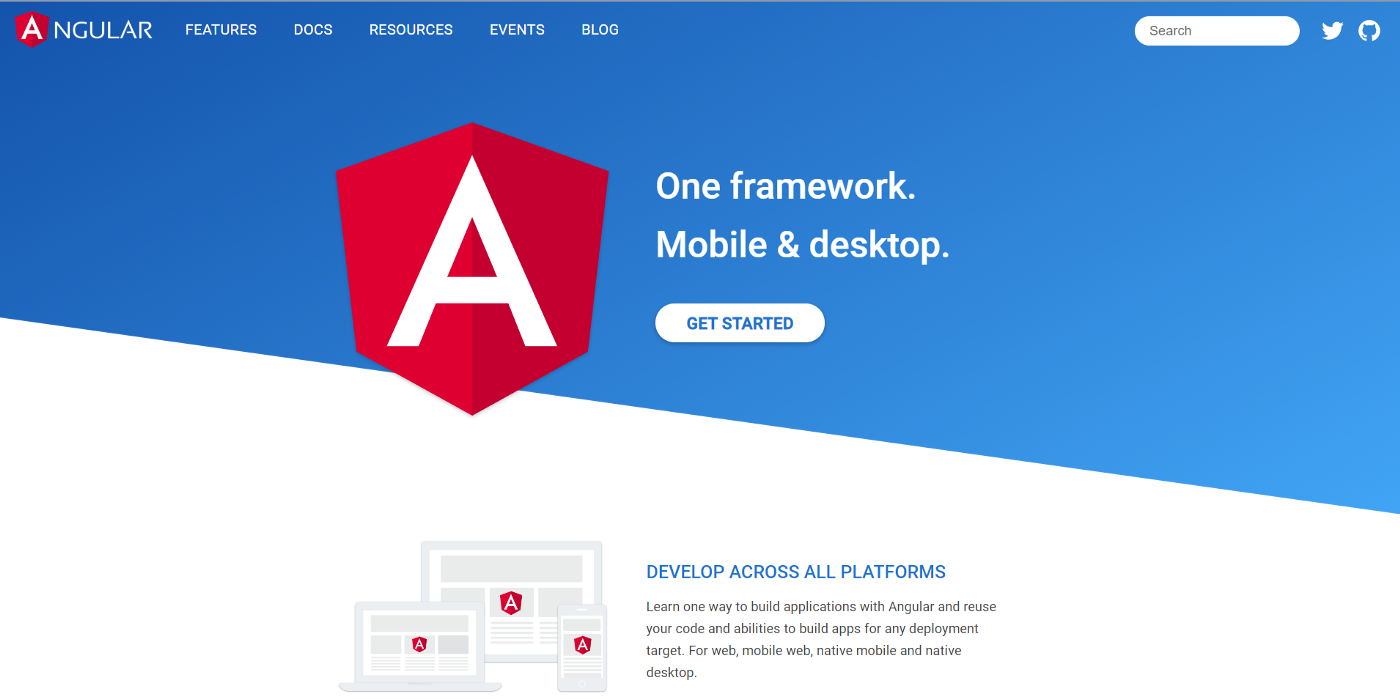 ANGULAR FEATURES DOCS RESOURCES EVENTS BLOG Search
A
One framework.
Mobile & desktop.
GET STARTED
A
A
A
DEVELOP ACROSS ALL PLATFORMS
Learn one way to build applications with Angular and reuse
your code and abilities to build apps for any deployment
target. For web, mobile web, native mobile and native
desktop.